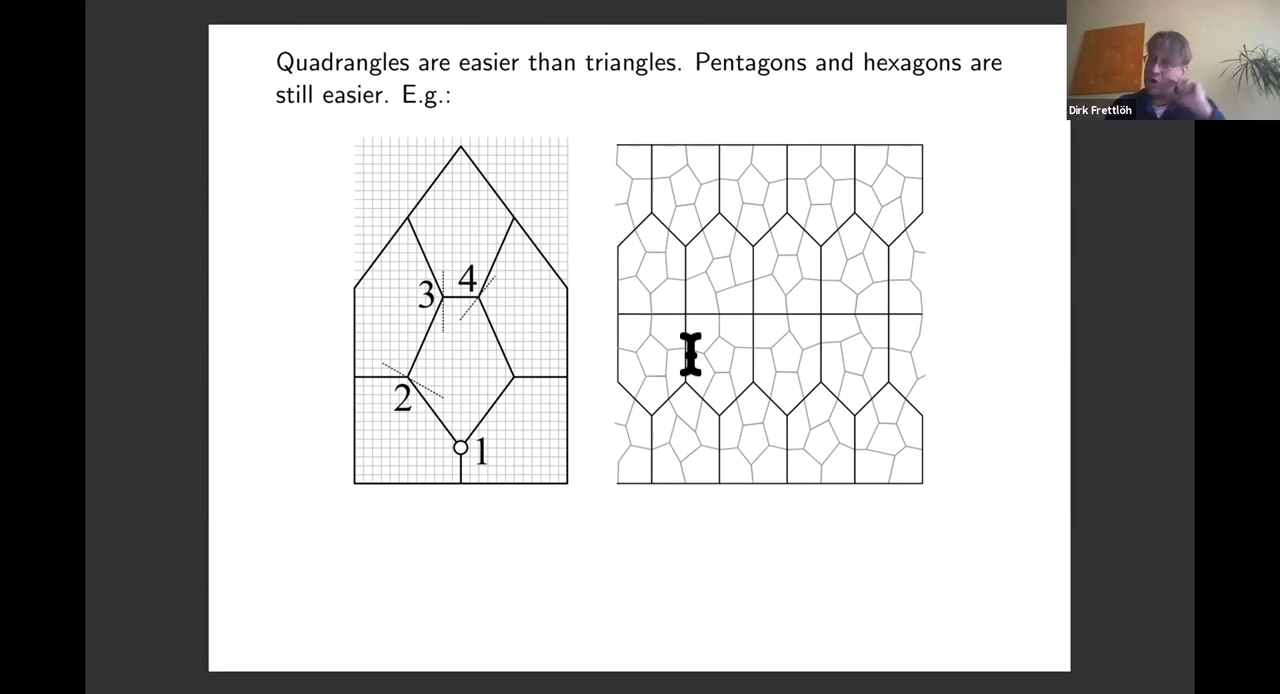 Quadrangles are easier than triangles. Pentagons and hexagons are
still easier. E.g.:
Dirk Frettlöh
4
3
2
1